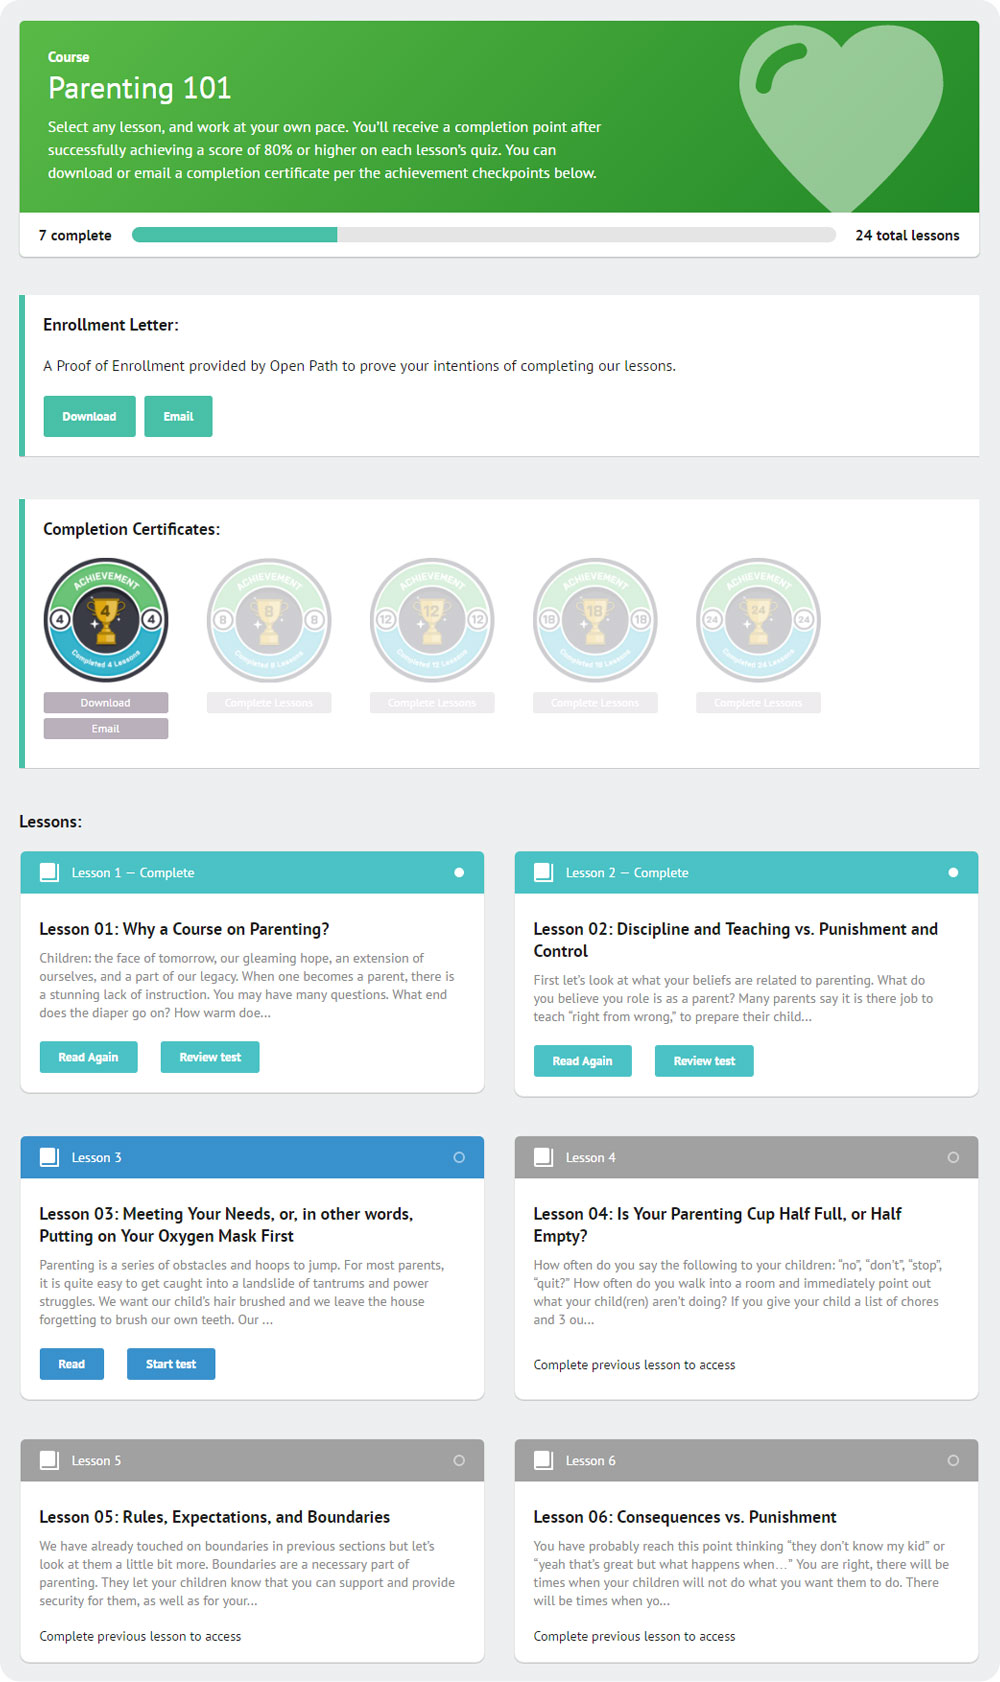 Course
Parenting 101
Select any lesson, and work at your own pace. You'll receive a completion point after
successfully achieving a score of 80% or higher on each lesson's quiz. You can
download or email a completion certificate per the achievement checkpoints below.
7 complete
24 total lessons
Enrollment Letter:
A Proof of Enrollment provided by Open Path to prove your intentions of completing our lessons.
Download
Email
Completion Certificates:
ACHIEVEMENT
4
4
4
Completed 4 Lessons
Download
Email
ACHIEVEMENT
8
8
8
Completed 8 Lessons
Complete Lessons
ACHIEVEMENT
12
12
12
Completed 12 Lessons
Complete Lessons
ACHIEVEMENT
18
18
18
Completed 18 Lessons
Complete Lessons
ACHIEVEMENT
24
24
24
Completed 24 Lessons
Complete Lessons
Lessons:
Lesson 1 — Complete
Lesson 01: Why a Course on Parenting?
Children: the face of tomorrow, our gleaming hope, an extension of
ourselves, and a part of our legacy. When one becomes a parent, there is
a stunning lack of instruction. You may have many questions. What end
does the diaper go on? How warm doe...
Read Again
Review test
Lesson 2 — Complete
Lesson 02: Discipline and Teaching vs. Punishment and
Control
First let's look at what your beliefs are related to parenting. What do
you believe you role is as a parent? Many parents say it is there job to
teach “right from wrong,” to prepare their child...
Read Again
Review test
Lesson 3
Lesson 03: Meeting Your Needs, or, in other words,
Putting on Your Oxygen Mask First
Parenting is a series of obstacles and hoops to jump. For most parents,
it is quite easy to get caught into a landslide of tantrums and power
struggles. We want our child's hair brushed and we leave the house
forgetting to brush our own teeth. Our ...
Read
Start test
Lesson 4
Lesson 04: Is Your Parenting Cup Half Full, or Half
Empty?
How often do you say the following to your children: “no”, “don't”, “stop”,
“quit?” How often do you walk into a room and immediately point out
what your child(ren) aren't doing? If you give your child a list of chores
and 3 ou...
Complete previous lesson to access
Lesson 5
Lesson 05: Rules, Expectations, and Boundaries
We have already touched on boundaries in previous sections but let's
look at them a little bit more. Boundaries are a necessary part of
parenting. They let your children know that you can support and provide
security for them, as well as for your...
Complete previous lesson to access
Lesson 6
Lesson 06: Consequences vs. Punishment
You have probably reach this point thinking “they don't know my kid” or
“yeah that's great but what happens when…” You are right, there will be
times when your children will not do what you want them to do. There
will be times when yo...
Complete previous lesson to access